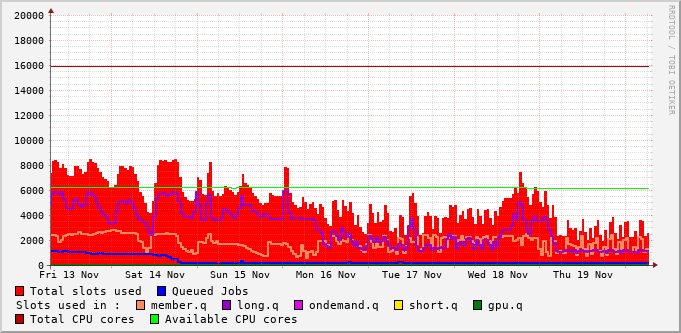 20000
18000
16000
14000
12000
10000
8000
6000
4000
2000
0
Fri 13 Nov Sat 14 Nov Sun 15 Nov Mon 16 Nov Tue 17 Nov Wed 18 Nov Thu 19 Nov
RRDTOOL / TOBI OETIKER
Total slots used Queued Jobs
Slots used in : member.q long.q ondemand.q short.q gpu.q
Total CPU cores Available CPU cores